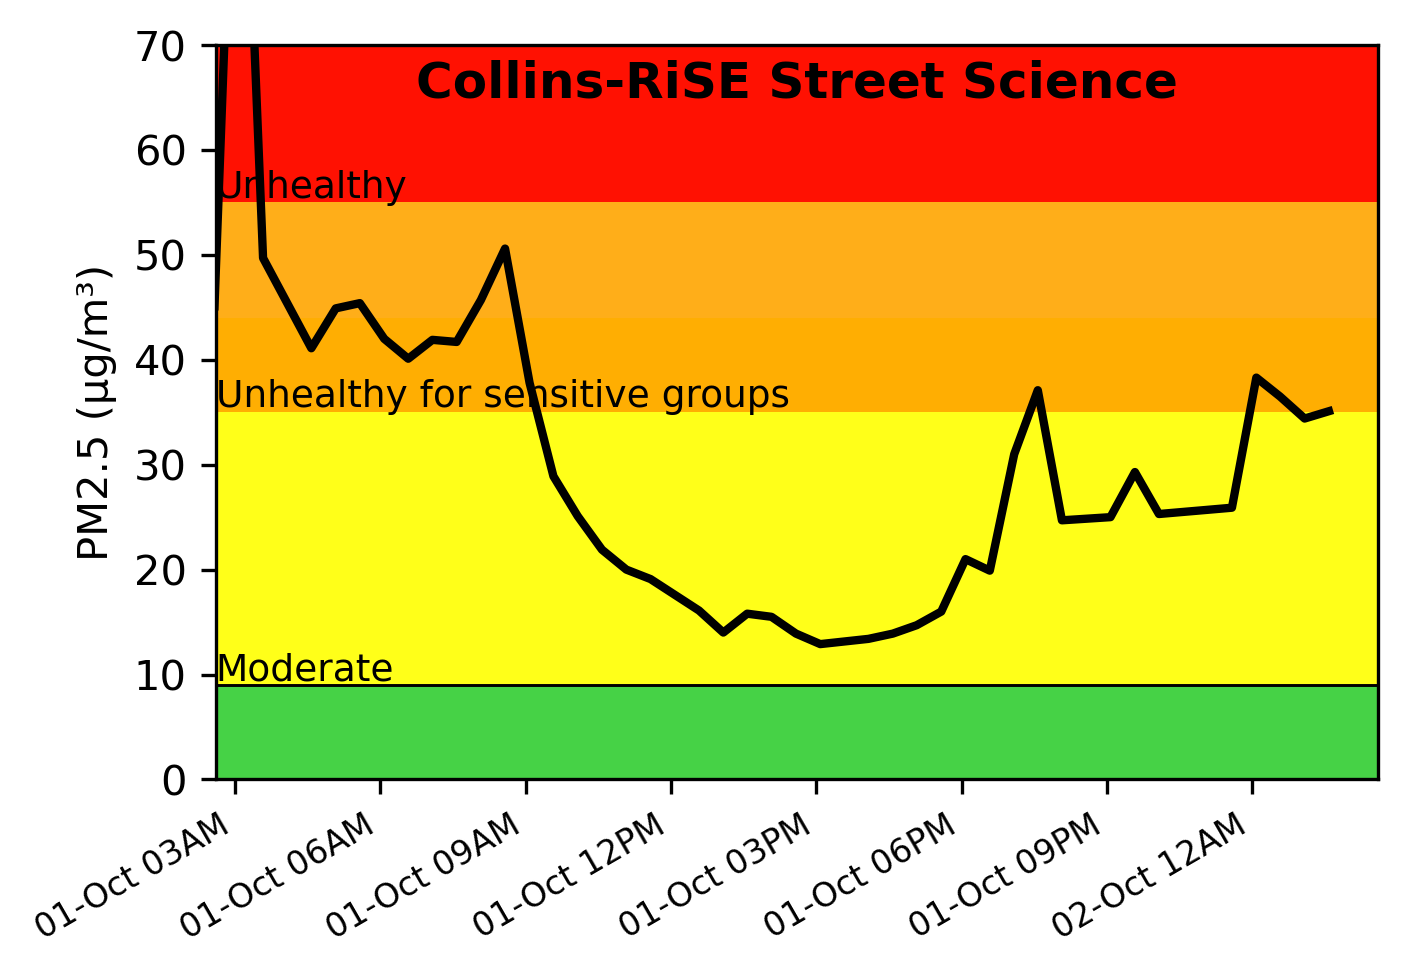 Collins-RiSE Street Science
70
60
50
40
30
20
10
0
PM2.5 (µg/m³)
Unhealthy
Unhealthy for sensitive groups
Moderate
01-Oct 03AM
01-Oct 06AM
01-Oct 09AM
01-Oct 12PM
01-Oct 03PM
01-Oct 06PM
01-Oct 09PM
02-Oct 12AM